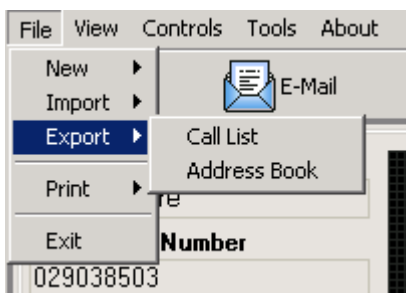 File View Controls Tools About
New
Import
Export
Print
Exit
E-Mail
Call List
Address Book
re
Number
029038503